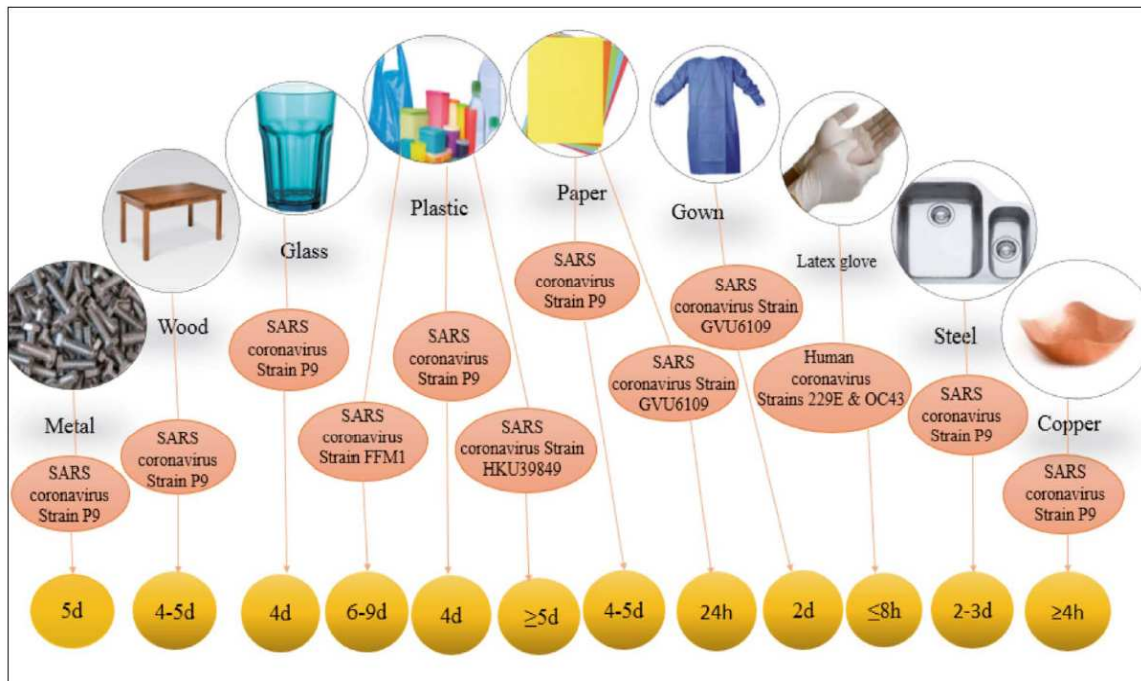 Metal
SARS
coronavirus
Strain P9
5d
Wood
SARS
coronavirus
Strain P9
4-5d
Glass
SARS
coronavirus
Strain P9
4d
Plastic
SARS
coronavirus
Strain FFM1
6-9d
SARS
coronavirus
Strain P9
4d
SARS
coronavirus Strain
HKU39849
≥5d
Paper
SARS
coronavirus
Strain P9
4-5d
SARS
coronavirus Strain
GVU6109
24h
Gown
SARS
coronavirus Strain
GVU6109
2d
Latex glove
Human
coronavirus
Strains 229E & OC43
≤8h
Steel
SARS
coronavirus
Strain P9
2-3d
Copper
SARS
coronavirus
Strain P9
≥4h